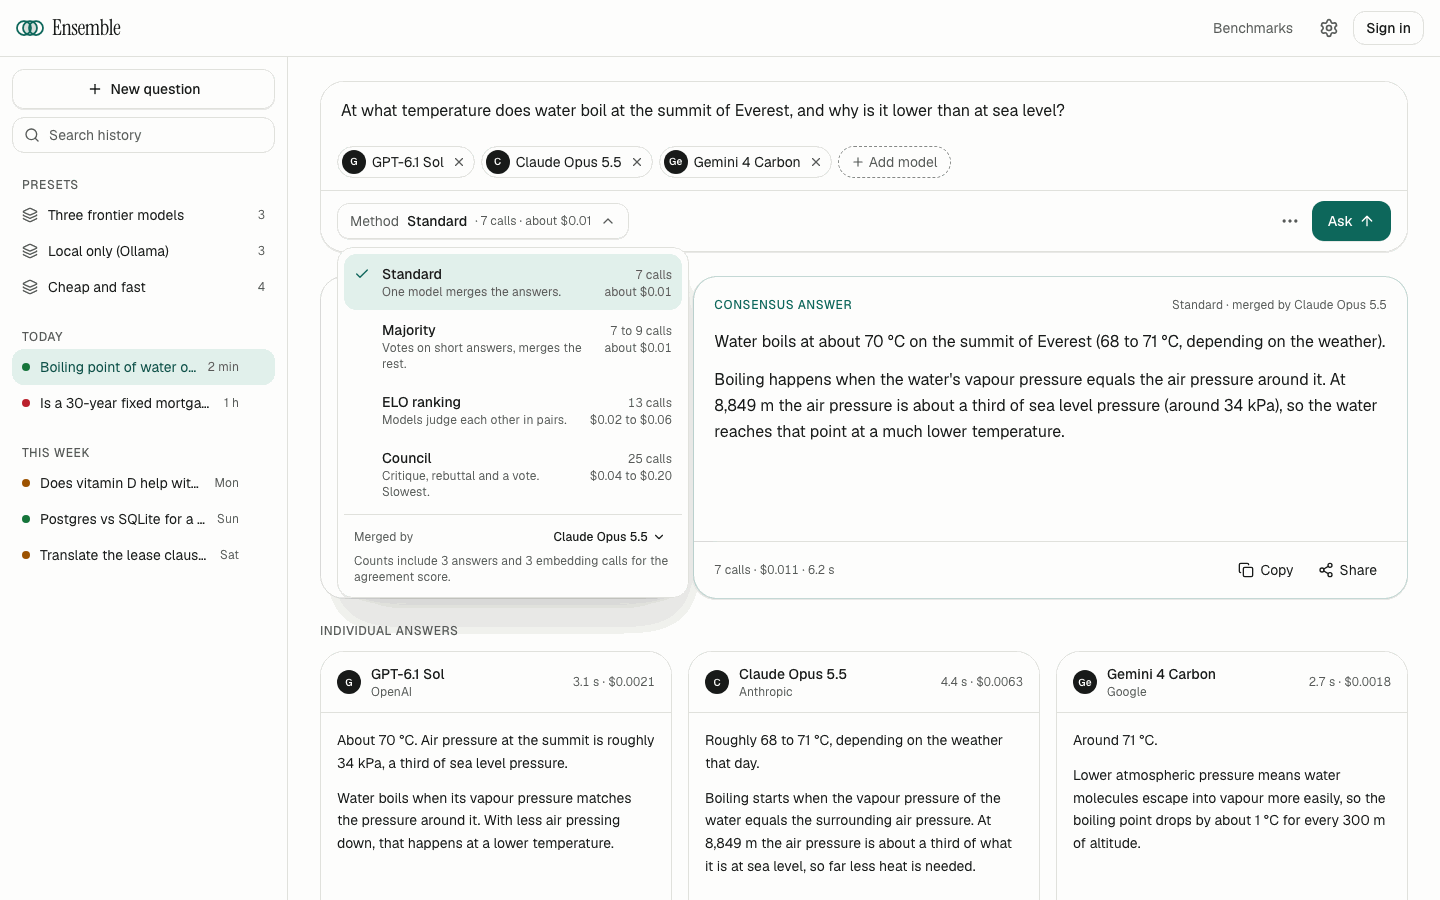 Ensemble
Benchmarks
Sign in
New question
Search history
PRESETS
Three frontier models 3
Local only (Ollama) 3
Cheap and fast 4
TODAY
Boiling point of water o... 2 min
Is a 30-year fixed mortga... 1 h
THIS WEEK
Does vitamin D help wit... Mon
Postgres vs SQLite for a ... Sun
Translate the lease claus... Sat
At what temperature does water boil at the summit of Everest, and why is it lower than at sea level?
G GPT-6.1 Sol
C Claude Opus 5.5
Ge Gemini 4 Carbon
Add model
Method Standard · 7 calls · about $0.01
Ask
Standard 7 calls
One model merges the answers. about $0.01
Majority 7 to 9 calls
Votes on short answers, merges the about $0.01
rest.
ELO ranking 13 calls
Models judge each other in pairs. $0.02 to $0.06
Council 25 calls
Critique, rebuttal and a vote. $0.04 to $0.20
Slowest.
Merged by Claude Opus 5.5
Counts include 3 answers and 3 embedding calls for the
agreement score.
CONSENSUS ANSWER Standard · merged by Claude Opus 5.5
Water boils at about 70 °C on the summit of Everest (68 to 71 °C, depending on the weather).
Boiling happens when the water's vapour pressure equals the air pressure around it. At
8,849 m the air pressure is about a third of sea level pressure (around 34 kPa), so the water
reaches that point at a much lower temperature.
7 calls · $0.011 · 6.2 s
Copy
Share
INDIVIDUAL ANSWERS
G GPT-6.1 Sol
OpenAI
3.1 s · $0.0021
About 70 °C. Air pressure at the summit is roughly
34 kPa, a third of sea level pressure.
Water boils when its vapour pressure matches
the pressure around it. With less air pressing
down, that happens at a lower temperature.
C Claude Opus 5.5
Anthropic
4.4 s · $0.0063
Roughly 68 to 71 °C, depending on the weather
that day.
Boiling starts when the vapour pressure of the
water equals the surrounding air pressure. At
8,849 m the air pressure is about a third of what
it is at sea level, so far less heat is needed.
Ge Gemini 4 Carbon
Google
2.7 s · $0.0018
Around 71 °C.
Lower atmospheric pressure means water
molecules escape into vapour more easily, so the
boiling point drops by about 1 °C for every 300 m
of altitude.